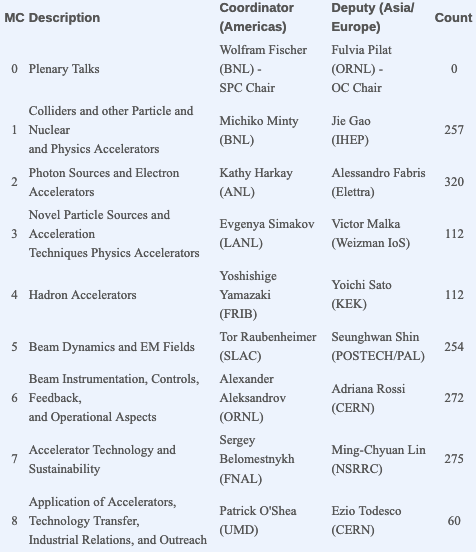 MC Description Coordinator (Americas) Deputy (Asia/ Europe) Count
0 Plenary Talks Wolfram Fischer (BNL) - SPC Chair Fulvia Pilat (ORNL) - OC Chair 0
1 Colliders and other Particle and Nuclear and Physics Accelerators Michiko Minty (BNL) Jie Gao (IHEP) 257
2 Photon Sources and Electron Accelerators Kathy Harkay (ANL) Alessandro Fabris (Elettra) 320
3 Novel Particle Sources and Acceleration Techniques Physics Accelerators Evgenya Simakov (LANL) Victor Malka (Weizman IoS) 112
4 Hadron Accelerators Yoshishige Yamazaki (FRIB) Yoichi Sato (KEK) 112
5 Beam Dynamics and EM Fields Tor Raubenheimer (SLAC) Seunghwan Shin (POSTECH/PAL) 254
6 Beam Instrumentation, Controls, Feedback, and Operational Aspects Alexander Aleksandrov (ORNL) Adriana Rossi (CERN) 272
7 Accelerator Technology and Sustainability Sergey Belomestnykh (FNAL) Ming-Chyuan Lin (NSRRC) 275
8 Application of Accelerators, Technology Transfer, Industrial Relations, and Outreach Patrick O'Shea (UMD) Ezio Todesco (CERN) 60